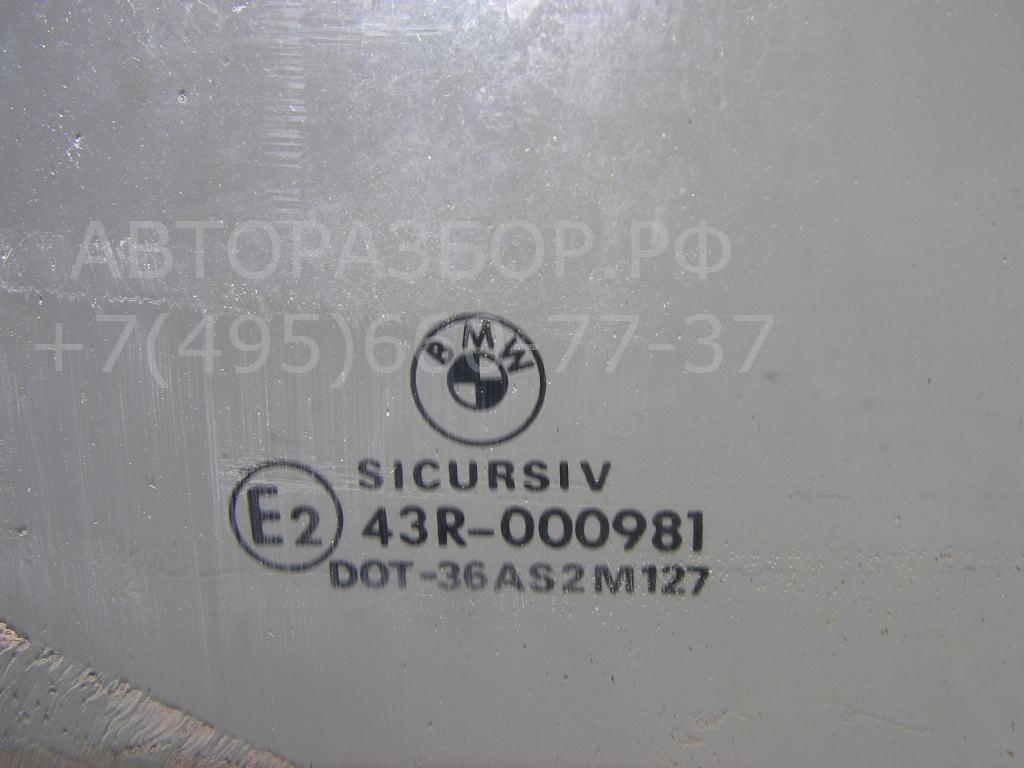 АВТОРАЗБОР.РФ
BMW
SICURSIV
E2 43R-000981
DOT-36AS2M127